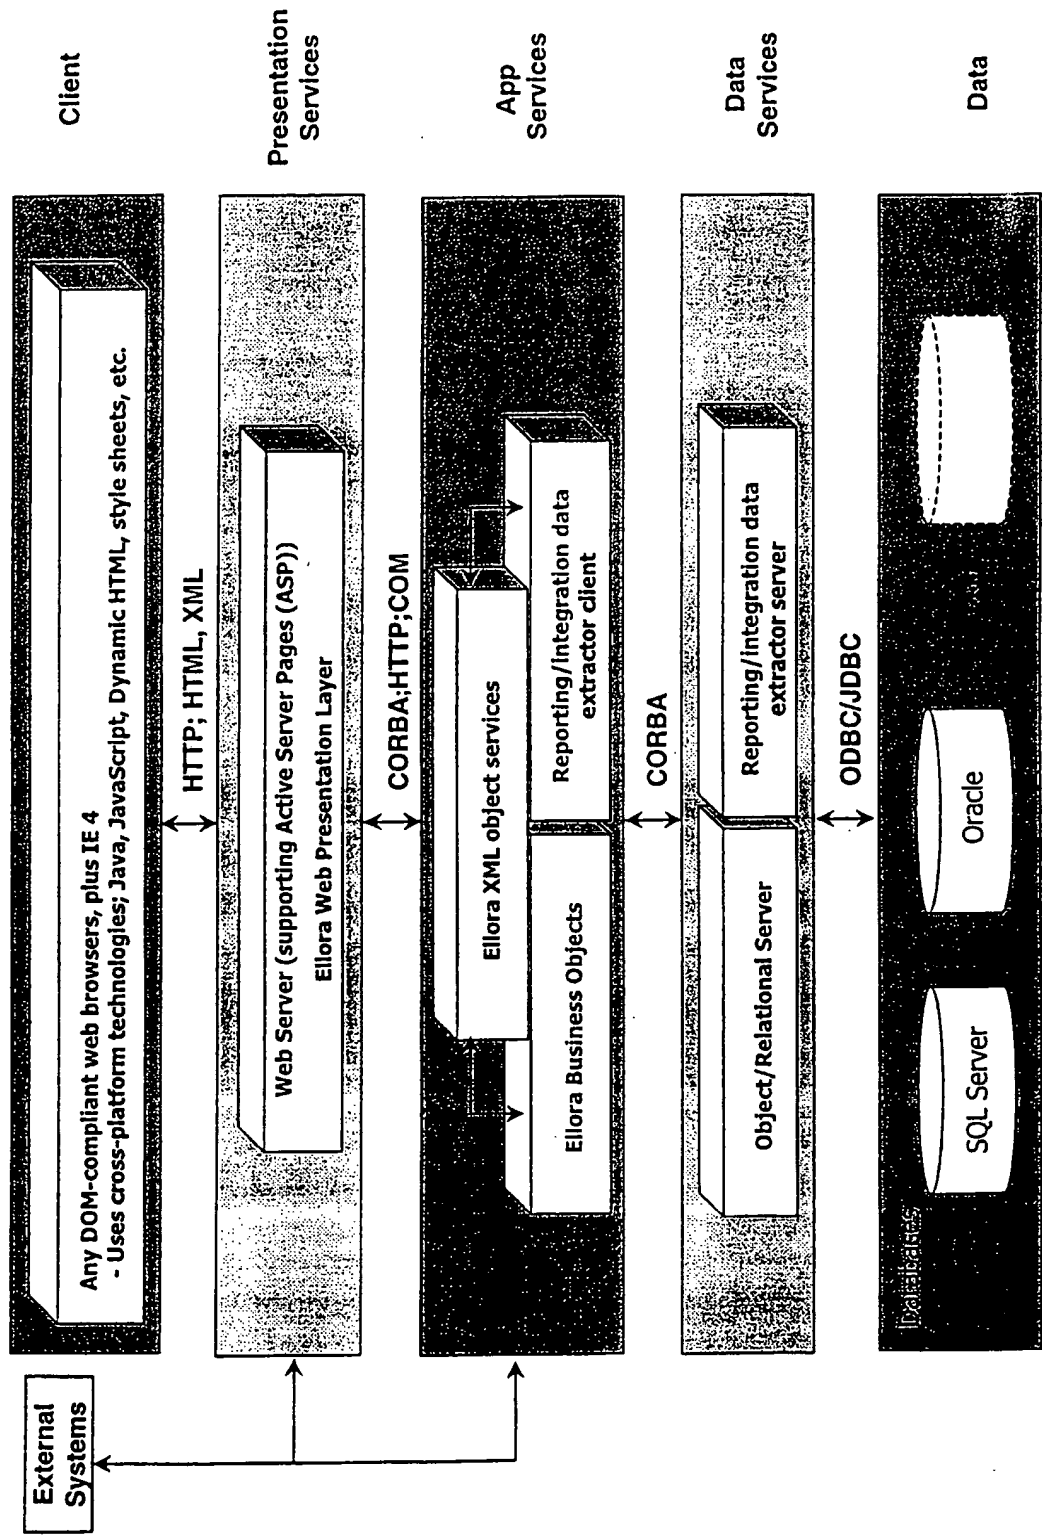 External
Systems
Any DOM-compliant web browsers, plus IE 4
- Uses cross-platform technologies; Java, JavaScript, Dynamic HTML, style sheets, etc.
Client
HTTP; HTML, XML
Web Server (supporting Active Server Pages (ASP))
Ellora Web Presentation Layer
Presentation
Services
CORBA;HTTP;COM
Ellora XML object services
Ellora Business Objects
Reporting/integration data
extractor client
App
Services
CORBA
Object/Relational Server
Reporting/integration data
extractor server
Data
Services
ODBC/JDBC
Databases
SQL Server
Oracle
Data